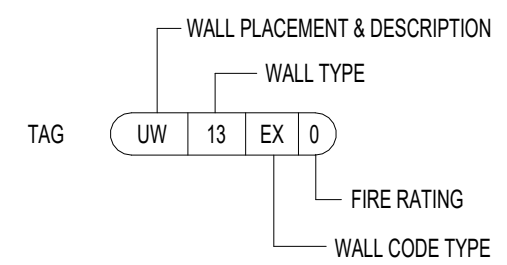 WALL PLACEMENT & DESCRIPTION
WALL TYPE
TAG UW 13 EX 0
FIRE RATING
WALL CODE TYPE